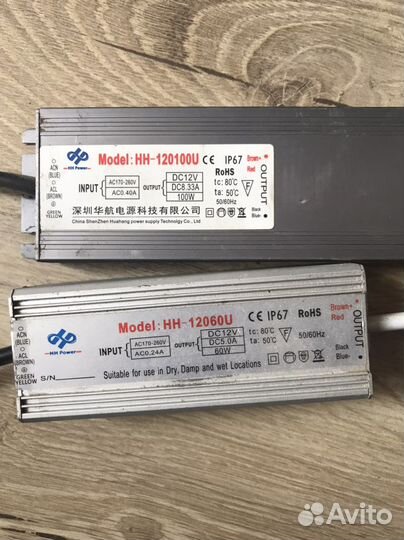 HH Power
Model: HH-120100U CE IP67
RoHS
ACN
(BLUE)
ACL
(BROWN)
GREEN
YELLOW
INPUT AC170-260V
AC0.40A
OUTPUT DC12V
DC8.33A
100W
tc: 80℃
ta: 50℃
50/60Hz
F
Brown+
Red
Black
Blue-
OUTPUT
深圳华航电源科技有限公司
China ShenZhen Huahang power supply Technology Co., LTD
HH Power
Model: HH-12060U CE IP67 RoHS
ACN
(BLUE)
ACL
(BROWN)
GREEN
YELLOW
INPUT AC170-260V
AC0.24A
OUTPUT DC12V
DC5.0A
60W
tc: 80℃
ta: 50℃
F
50/60Hz
Brown+
Red
Black
Blue-
OUTPUT
S/N
Suitable for use in Dry, Damp and wet Locations
Avito